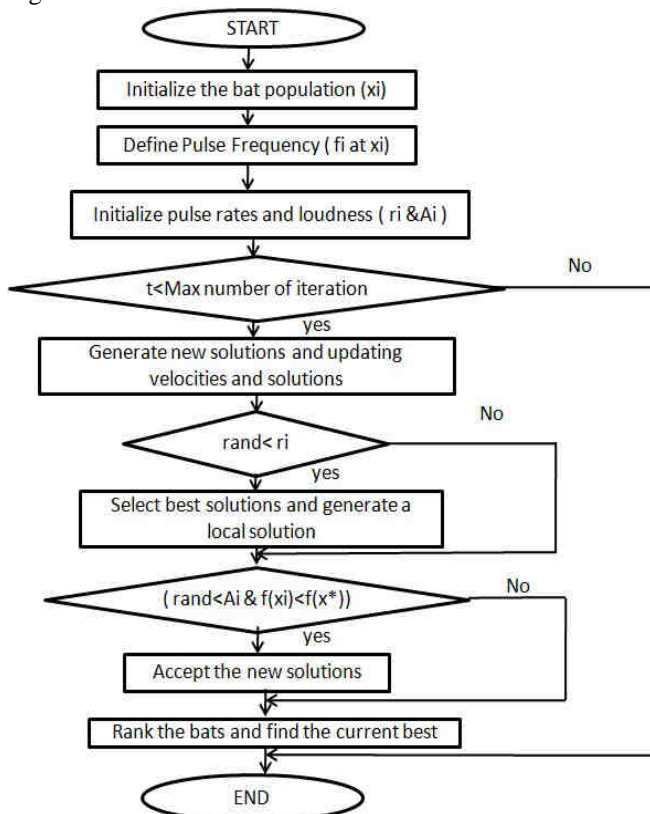 START
Initialize the bat population (xi)
Define Pulse Frequency ( fi at xi)
Initialize pulse rates and loudness ( ri &Ai )
No
t<Max number of iteration
yes
Generate new solutions and updating
velocities and solutions
No
rand< ri
yes
Select best solutions and generate a
local solution
No
( rand<Ai & f(xi)<f(x*))
yes
Accept the new solutions
Rank the bats and find the current best
END